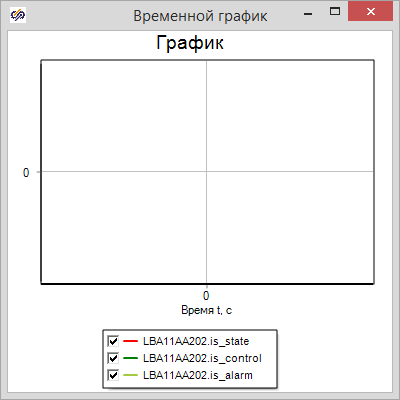 Временной график
График
0
0
Время t, с
LBA11AA202.is_state
LBA11AA202.is_control
LBA11AA202.is_alarm